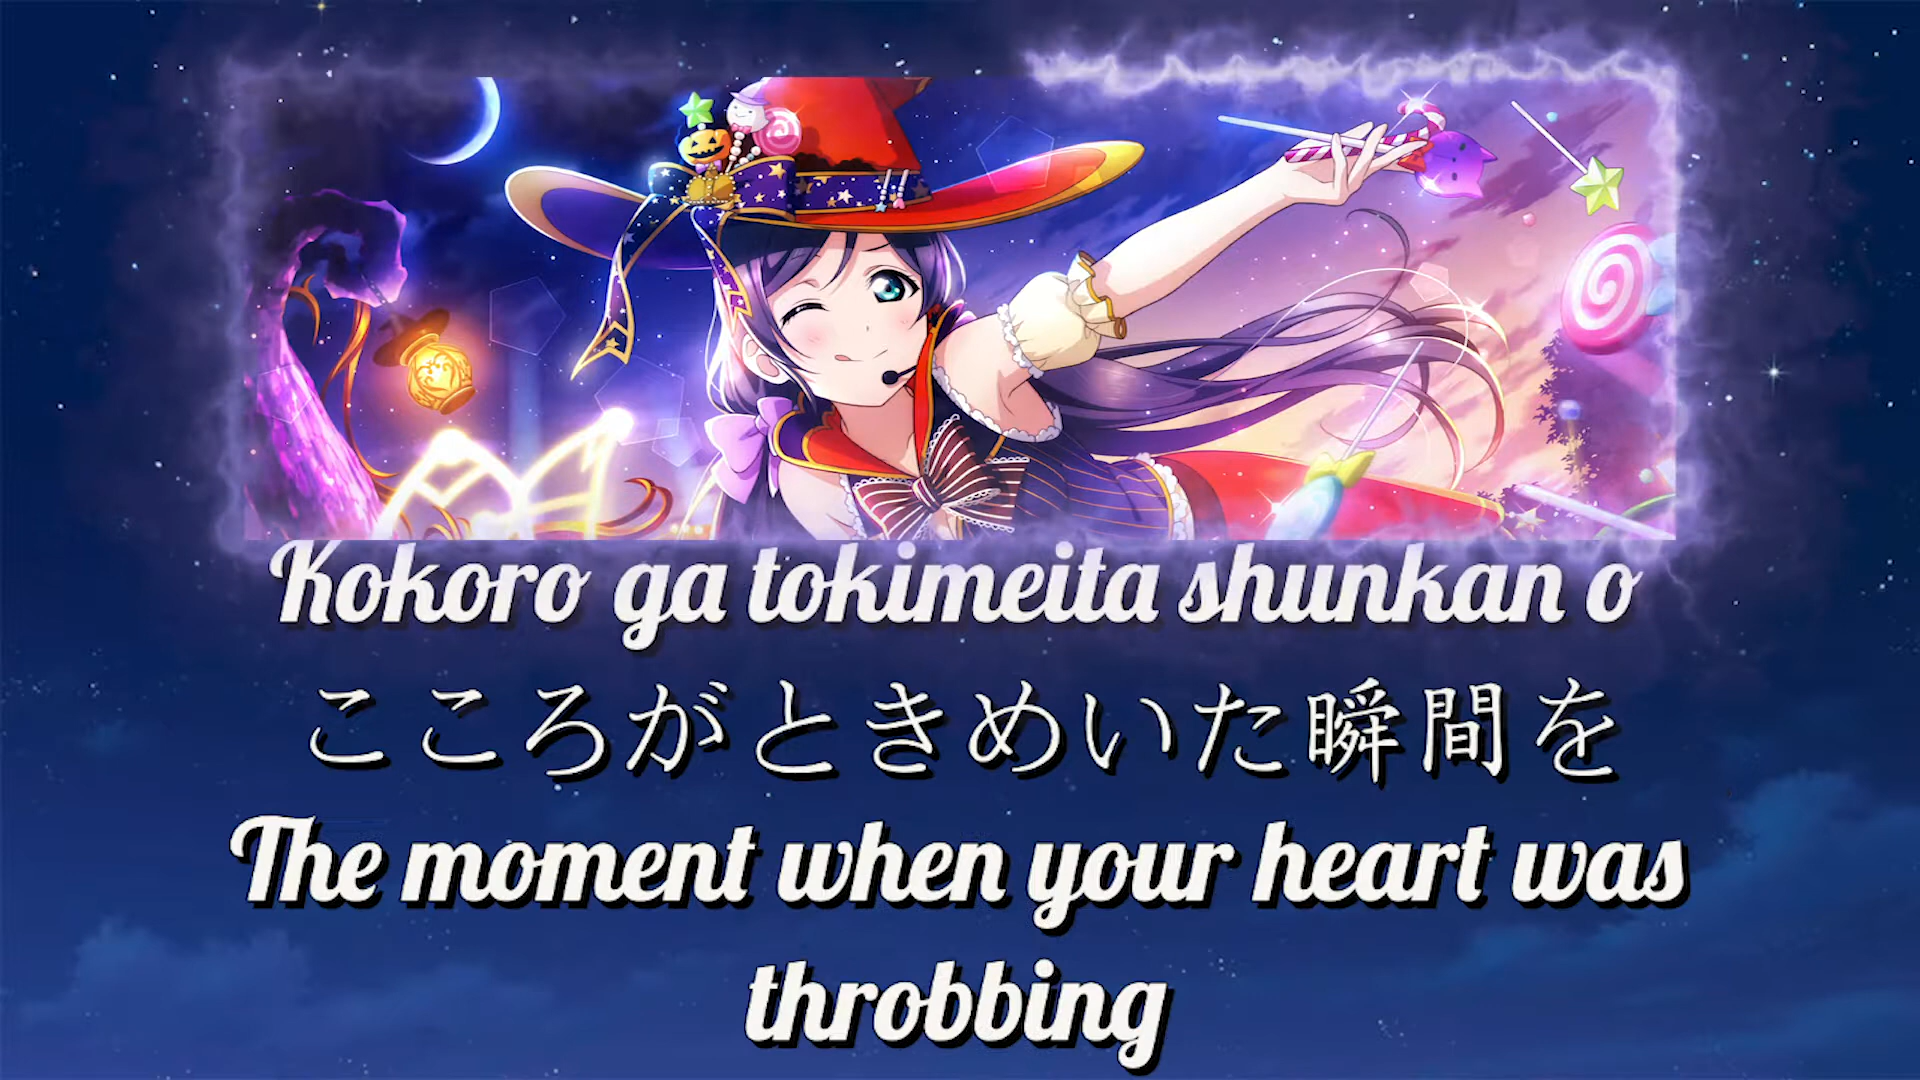 Kokoro ga tokimeita shunkan o
こころがときめいた瞬間を
The moment when your heart was
throbbing